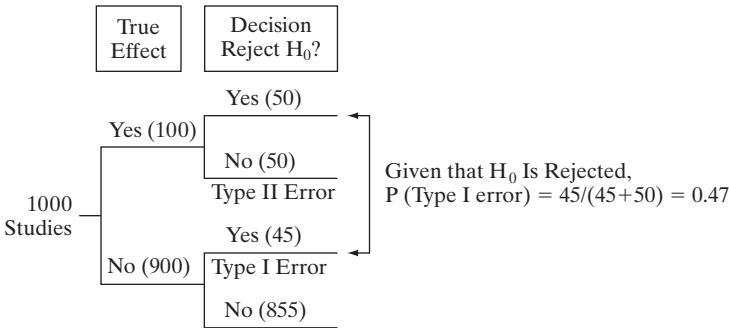 True
Effect
Decision
Reject H₀?
Yes (50)
Yes (100)
No (50)
Type II Error
1000
Studies
Yes (45)
No (900)
Type I Error
No (855)
Given that H₀ Is Rejected,
P (Type I error) = 45/(45+50) = 0.47